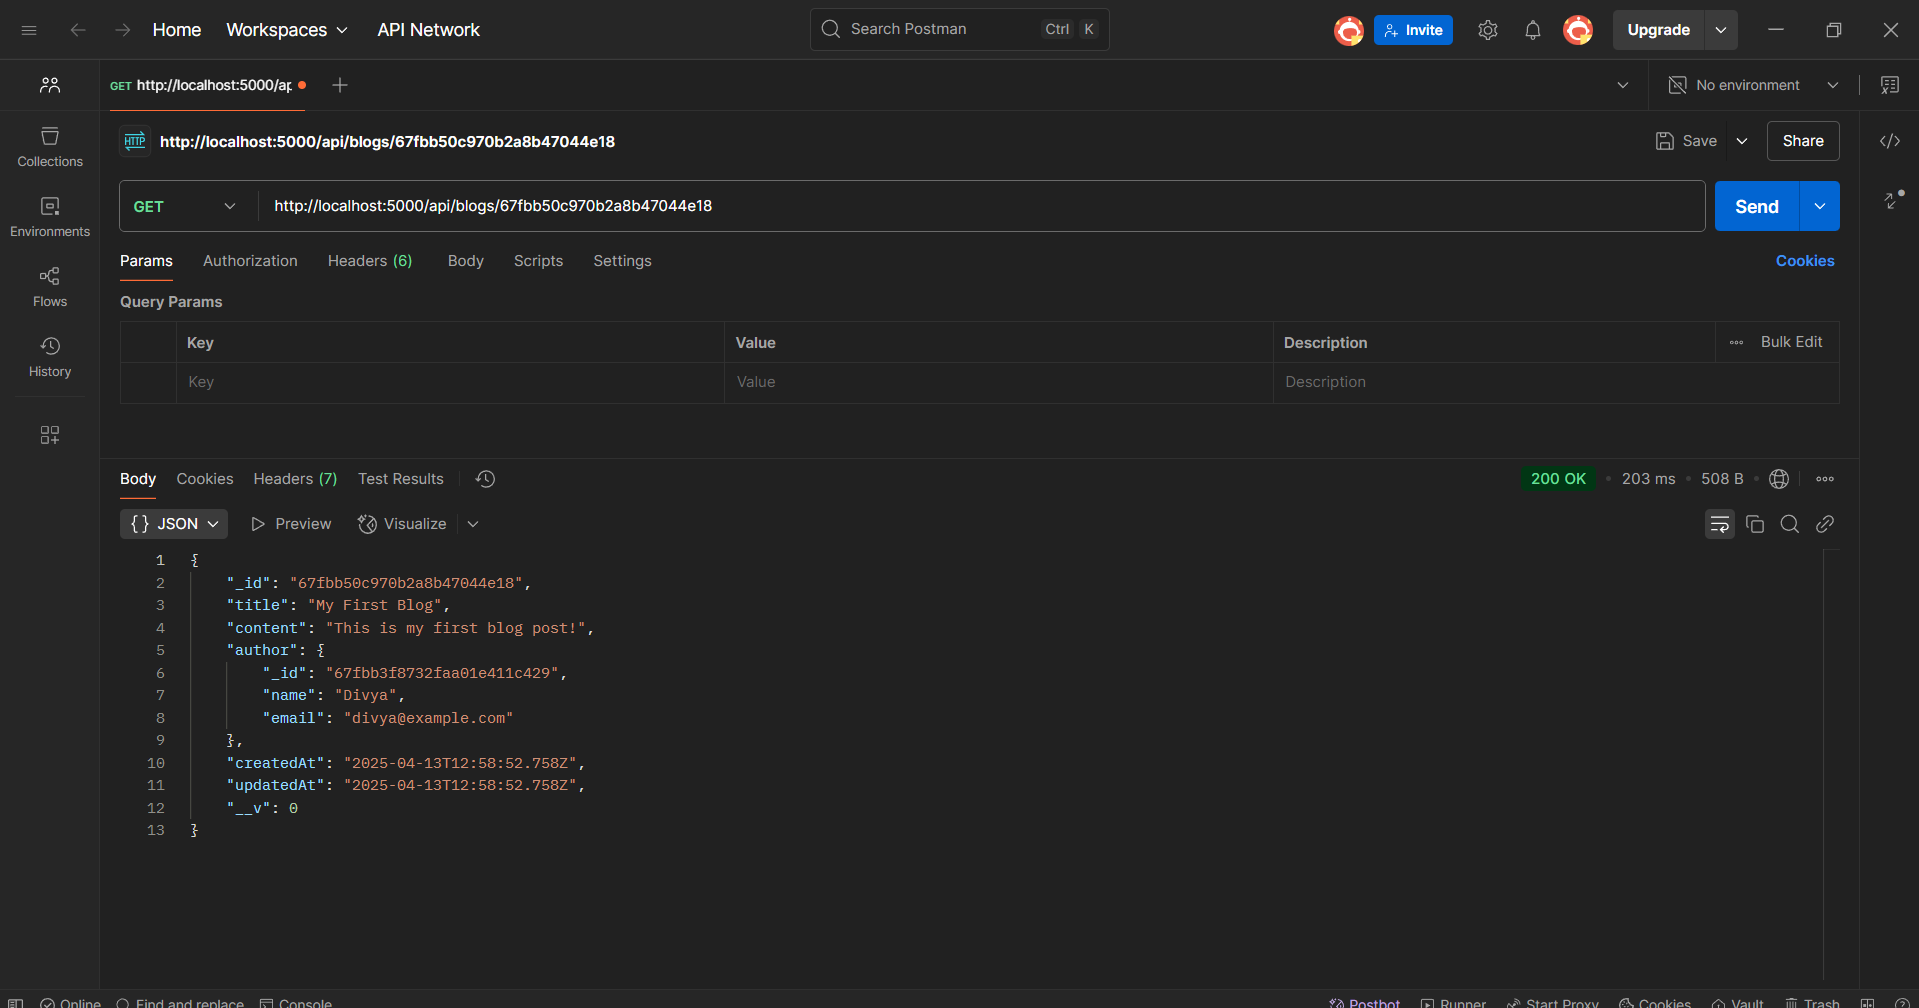 Home Workspaces API Network Search Postman Ctrl K Invite Upgrade
GET http://localhost:5000/ap No environment
HTTP http://localhost:5000/api/blogs/67fbb50c970b2a8b47044e18 Save Share
Collections
Environments
Flows
History
GET http://localhost:5000/api/blogs/67fbb50c970b2a8b47044e18 Send
Params Authorization Headers (6) Body Scripts Settings Cookies
Query Params
Key Value Description Bulk Edit
Key Value Description
Body Cookies Headers (7) Test Results 200 OK • 203 ms • 508 B •
{} JSON Preview Visualize
1 {
2 "_id": "67fbb50c970b2a8b47044e18",
3 "title": "My First Blog",
4 "content": "This is my first blog post!",
5 "author": {
6 "_id": "67fbb3f8732faa01e411c429",
7 "name": "Divya",
8 "email": "divya@example.com"
9 },
10 "createdAt": "2025-04-13T12:58:52.758Z",
11 "updatedAt": "2025-04-13T12:58:52.758Z",
12 "__v": 0
13 }
Online Find and replace Console Postbot Runner Start Proxy Cookies Vault Trash